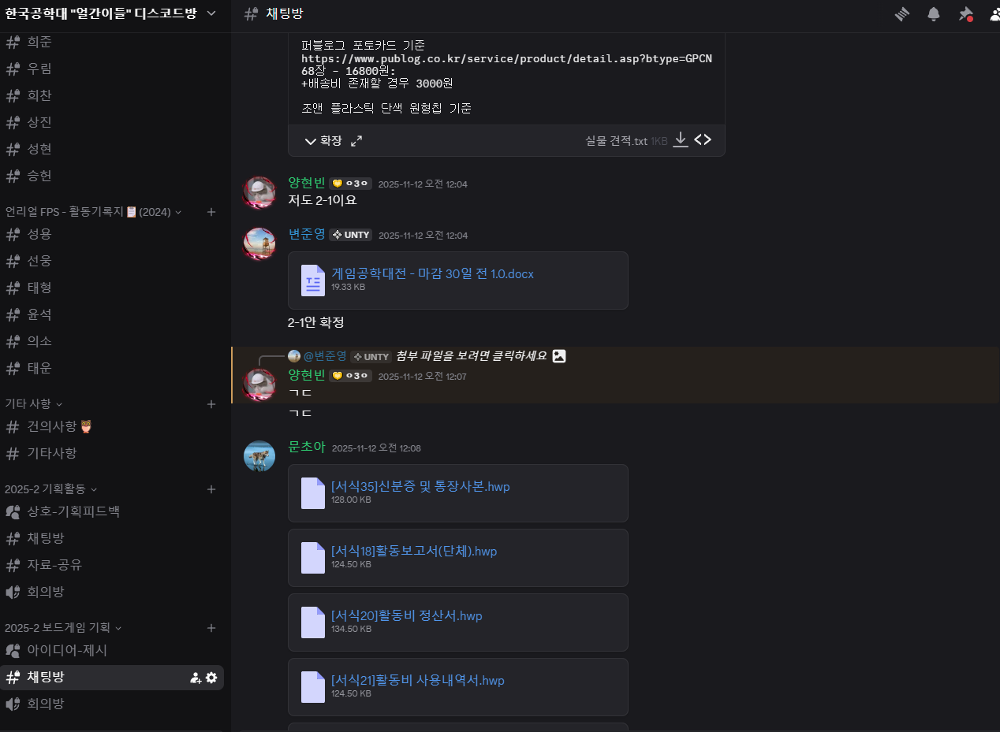 한국공학대 "얼간이들" 디스코드방
희준
우림
희찬
상진
성현
승헌
언리얼 FPS - 활동기록지 (2024)
성용
선웅
태형
윤석
의소
태운
기타 사항
건의사항
기타사항
2025-2 기획활동
상호-기획피드백
채팅방
자료-공유
회의방
2025-2 보드게임 기획
아이디어-제시
채팅방
회의방
채팅방
퍼블로그 포토카드 기준
https://www.publog.co.kr/service/product/detail.asp?btype=GPCN
68장 - 16800원:
+배송비 존재할 경우 3000원
조앤 플라스틱 단색 원형칩 기준
확장
실물 견적.txt 1KB
양현빈 o3o 2025-11-12 오전 12:04
저도 2-1이요
변준영 UNTY 2025-11-12 오전 12:04
게임공학대전 - 마감 30일 전 1.0.docx
19.33 KB
2-1안 확정
@변준영 UNTY 첨부 파일을 보려면 클릭하세요
양현빈 o3o 2025-11-12 오전 12:07
ㄱㄷ
ㄱㄷ
문초아 2025-11-12 오전 12:08
[서식35]신분증 및 통장사본.hwp
128.00 KB
[서식18]활동보고서(단체).hwp
124.50 KB
[서식20]활동비 정산서.hwp
134.50 KB
[서식21]활동비 사용내역서.hwp
124.50 KB